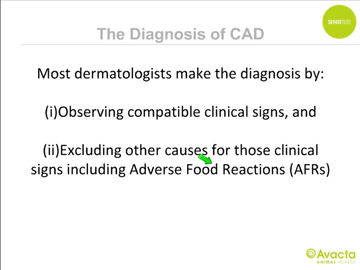 SENSITEST
The Diagnosis of CAD
Most dermatologists make the diagnosis by:
(i)Observing compatible clinical signs, and
(ii)Excluding other causes for those clinical
signs including Adverse Food Reactions (AFRs)
Avacta
ANIMAL HEALTH